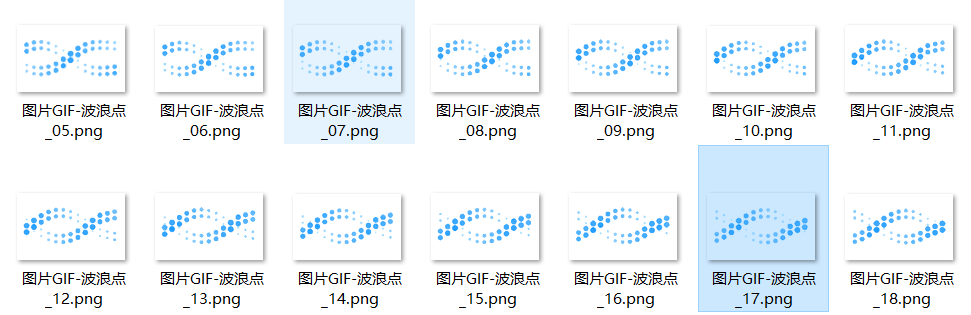 图片GIF-波浪点
_05.png
图片GIF-波浪点
_06.png
图片GIF-波浪点
_07.png
图片GIF-波浪点
_08.png
图片GIF-波浪点
_09.png
图片GIF-波浪点
_10.png
图片GIF-波浪点
_11.png
图片GIF-波浪点
_12.png
图片GIF-波浪点
_13.png
图片GIF-波浪点
_14.png
图片GIF-波浪点
_15.png
图片GIF-波浪点
_16.png
图片GIF-波浪点
_17.png
图片GIF-波浪点
_18.png